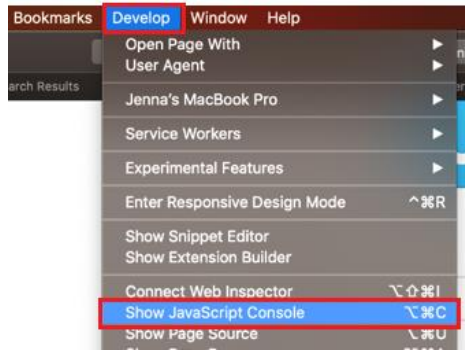 Bookmarks Develop Window Help
Open Page With
User Agent
arch Results
Jenna's MacBook Pro
Service Workers
Experimental Features
Enter Responsive Design Mode ^⌘R
Show Snippet Editor
Show Extension Builder
Connect Web Inspector ⌥⇧⌘I
Show JavaScript Console ⌥⌘C
Show Page Source ⌥⌘U